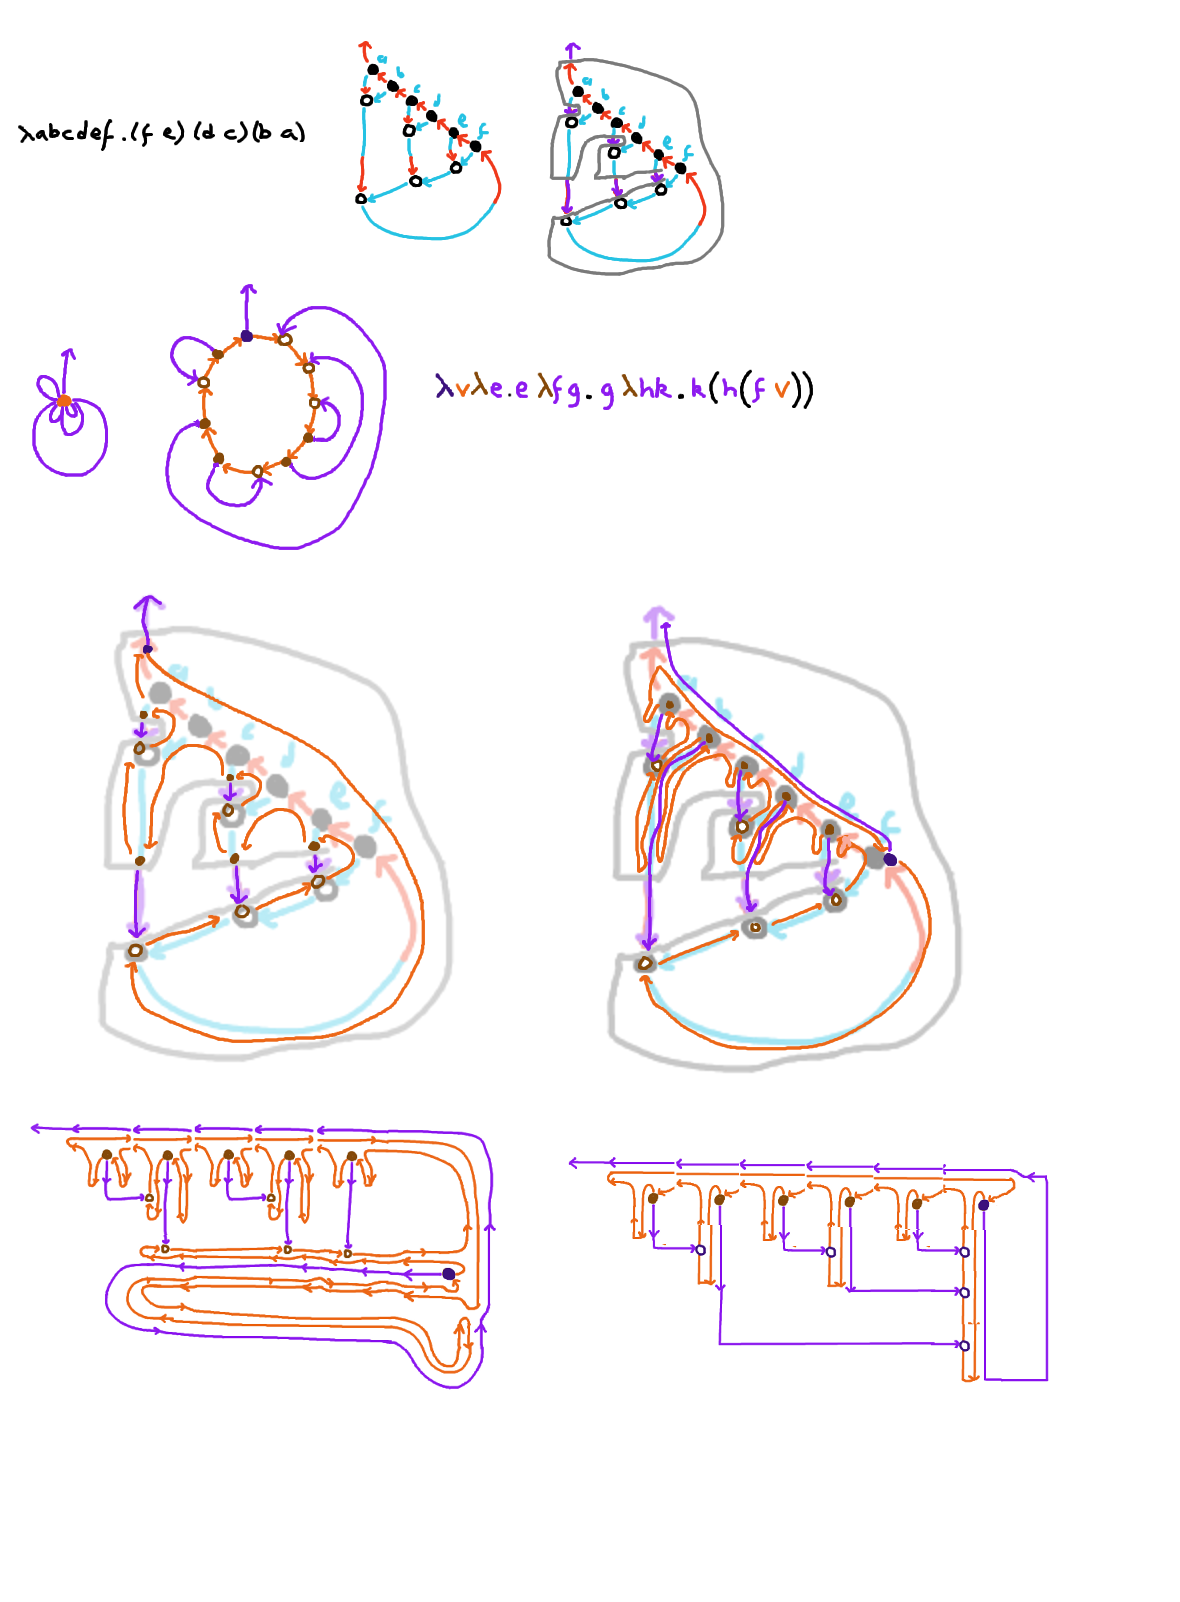 λabcdef.(f e)(d c)(b a)
a
b
c
d
e
f
a
b
c
d
e
f
λvλe.e λfg.g λhk.k(h(f v))
a
b
c
d
e
f
a
b
c
d
e
f